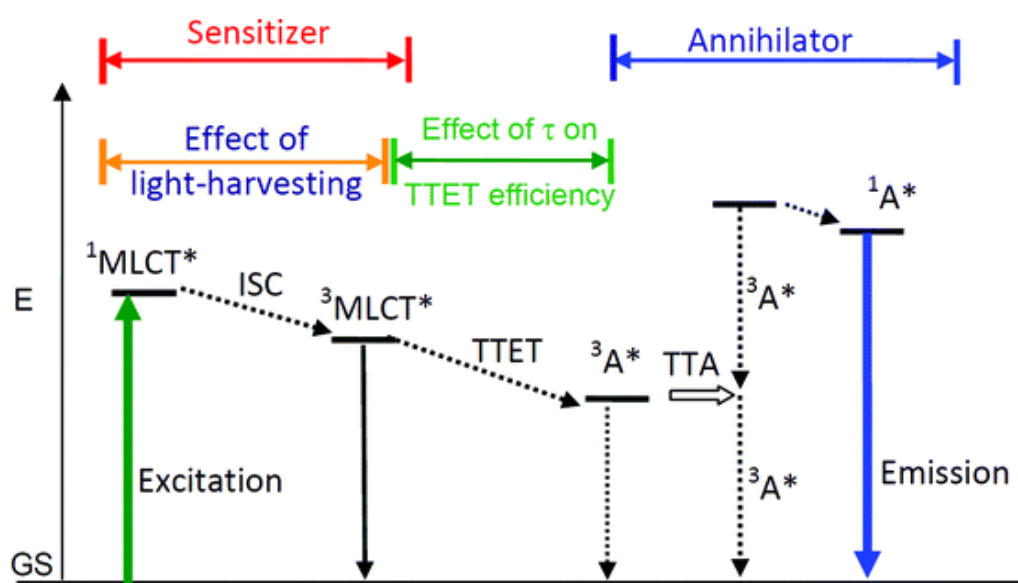 Sensitizer
Annihilator
Effect of
light-harvesting
Effect of τ on
TTET efficiency
¹A*
¹MLCT*
ISC
³MLCT*
³A*
E
TTET
³A*
TTA
Excitation
³A*
Emission
GS